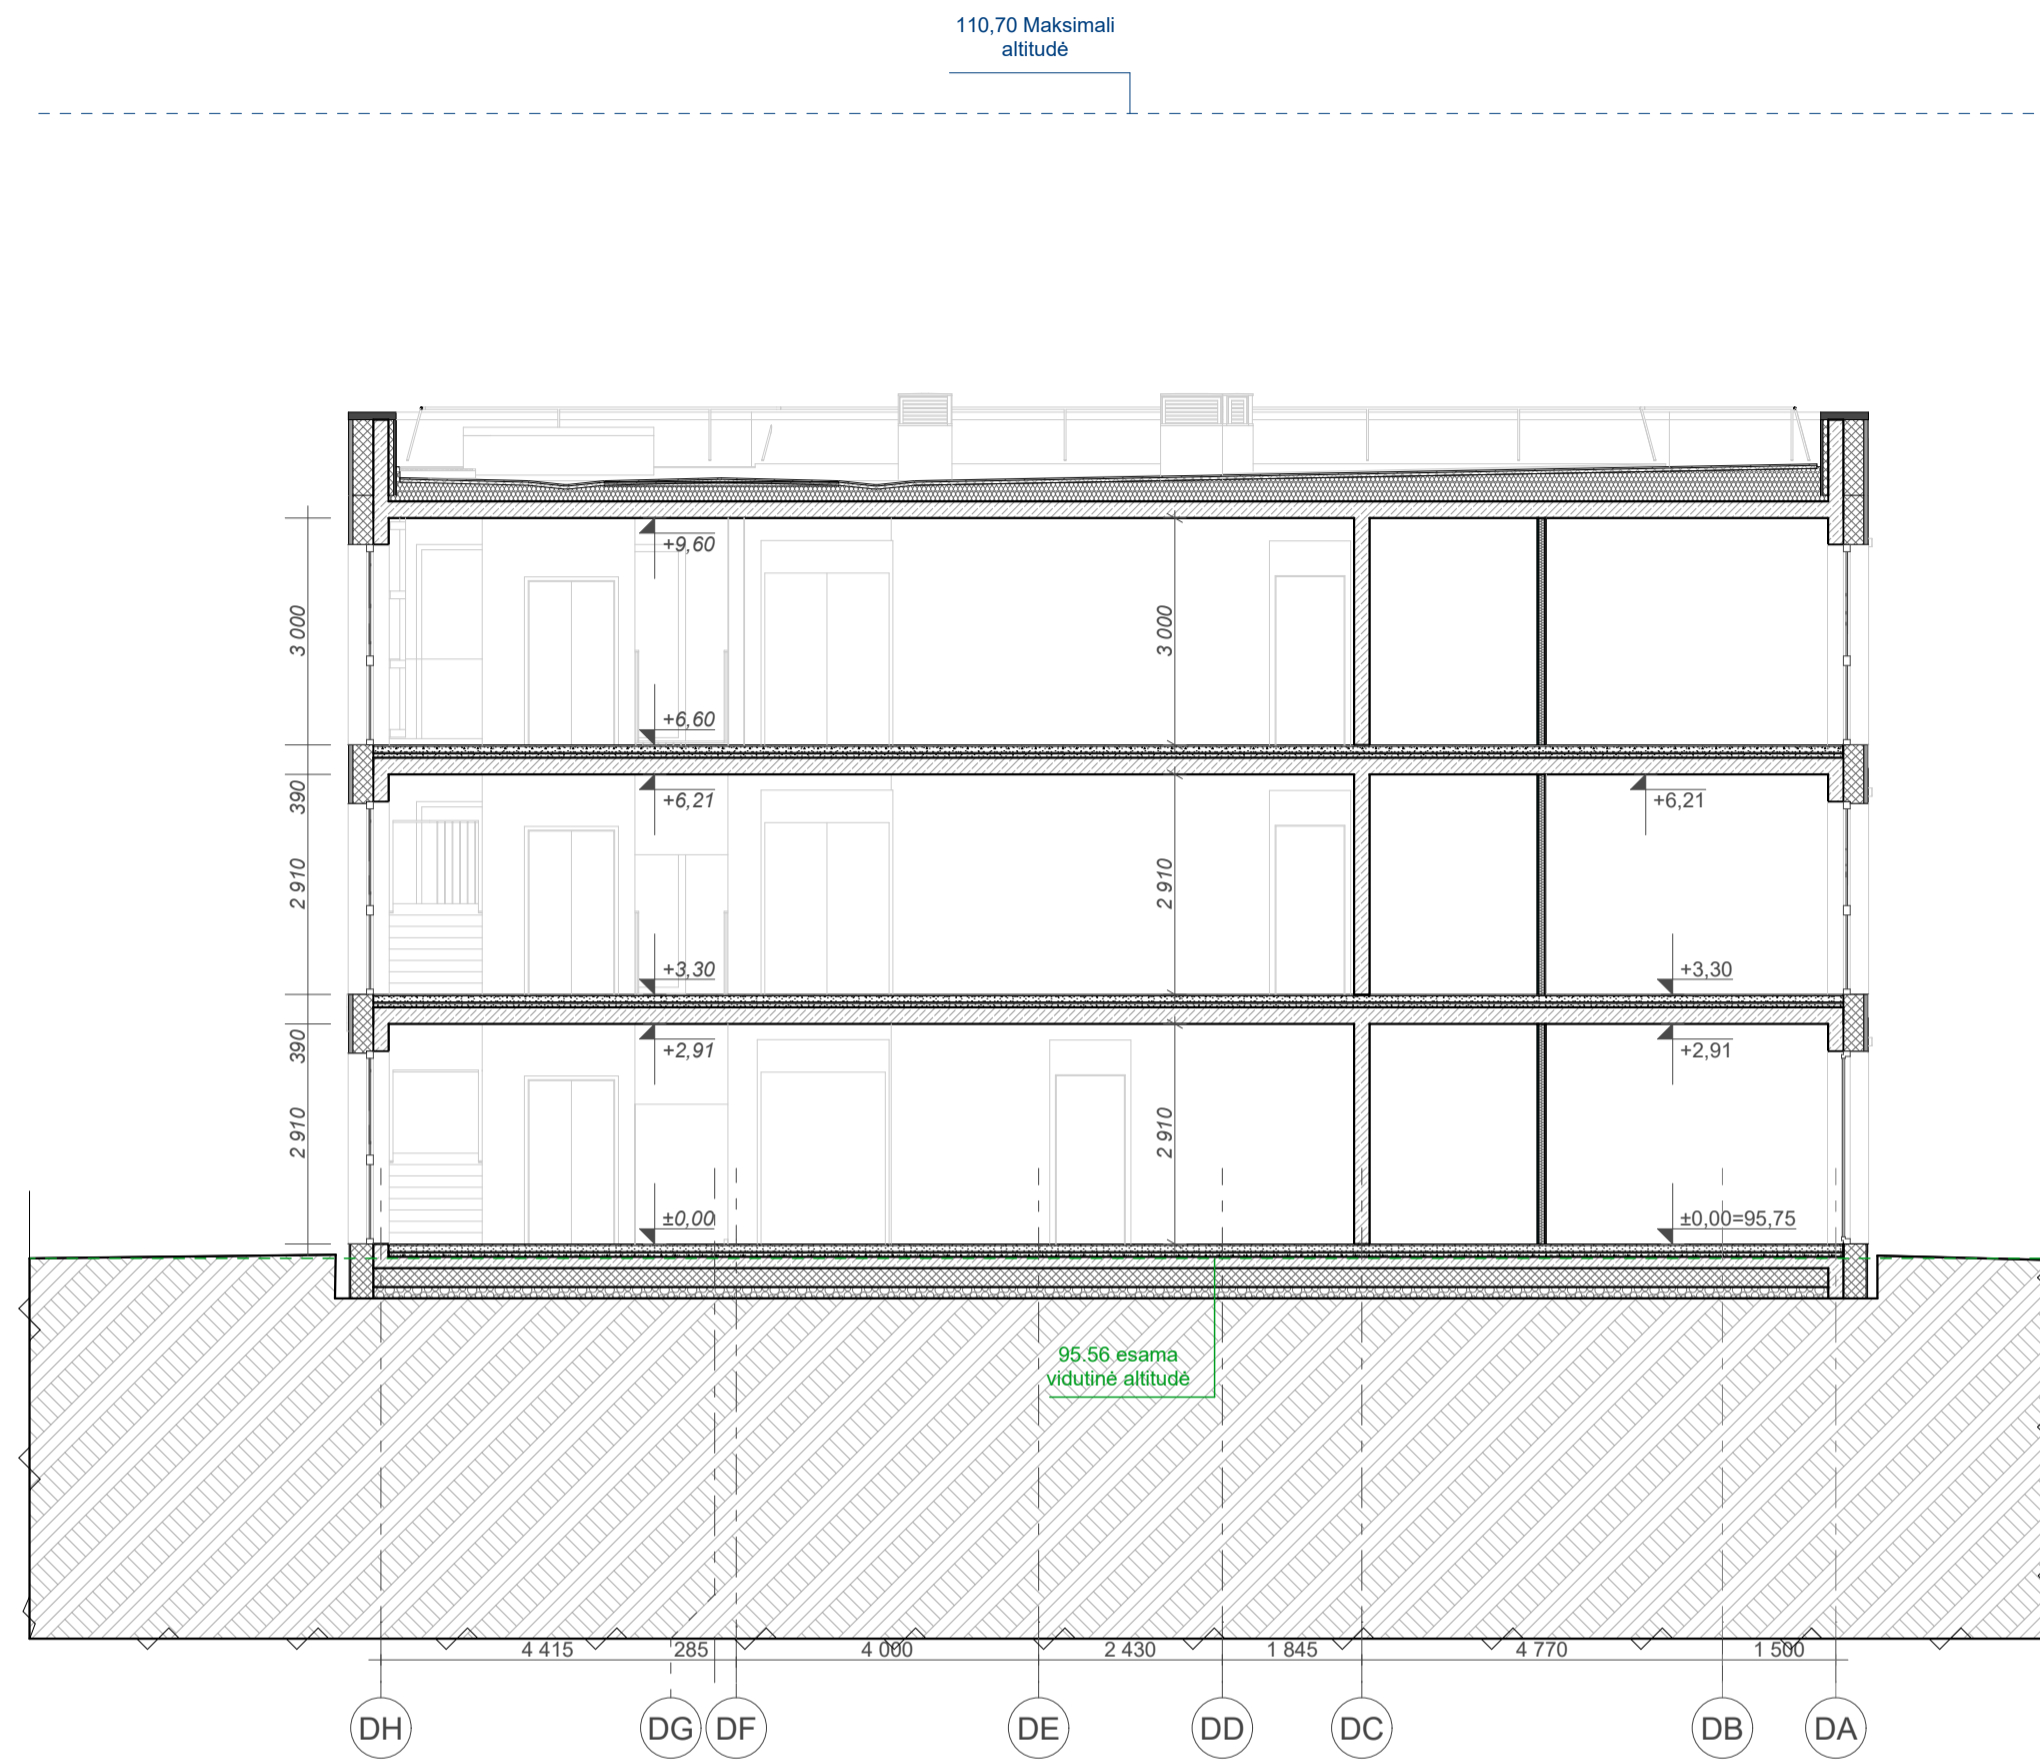 110,70 Maksimali
altitudė
+9,60
3 000
3 000
+6,60
390
+6,21
+6,21
2 910
2 910
+3,30
+3,30
390
+2,91
+2,91
2 910
2 910
±0,00
±0,00=95,75
95.56 esama
vidutinė altitudė
4 415
285
4 000
2 430
1 845
4 770
1 500
DH
DG
DF
DE
DD
DC
DB
DA